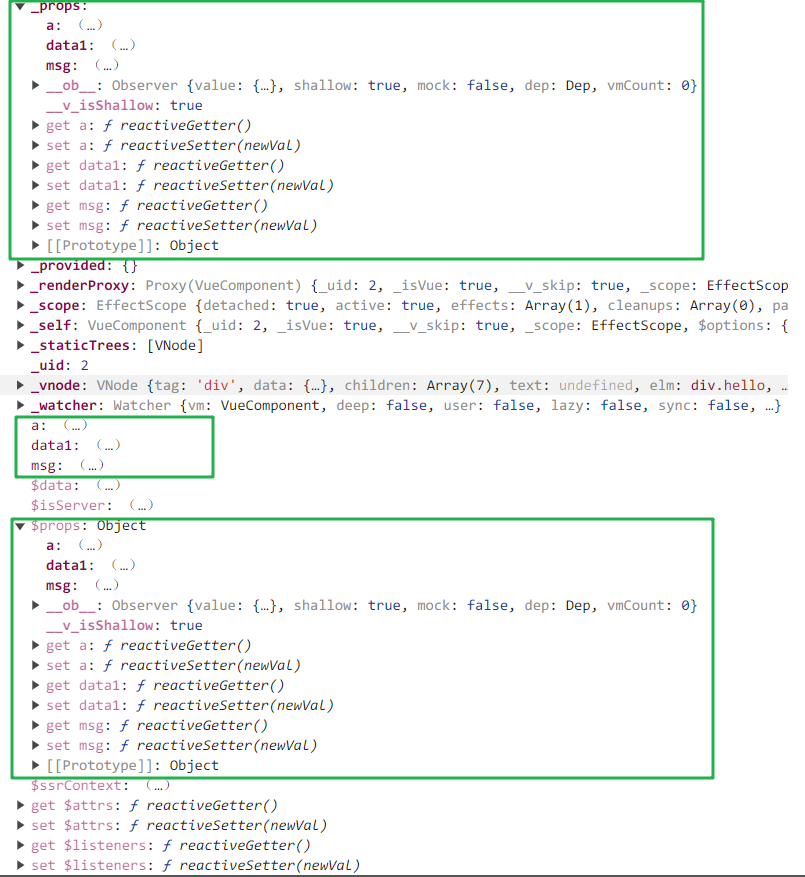 ▼ _props:
a: (…)
data1: (…)
msg: (…)
▶ __ob__: Observer {value: {…}, shallow: true, mock: false, dep: Dep, vmCount: 0}
__v_isShallow: true
▶ get a: ƒ reactiveGetter()
▶ set a: ƒ reactiveSetter(newVal)
▶ get data1: ƒ reactiveGetter()
▶ set data1: ƒ reactiveSetter(newVal)
▶ get msg: ƒ reactiveGetter()
▶ set msg: ƒ reactiveSetter(newVal)
▶ [[Prototype]]: Object
▶ _provided: {}
▶ _renderProxy: Proxy(VueComponent) {_uid: 2, _isVue: true, __v_skip: true, _scope: EffectScop
▶ _scope: EffectScope {detached: true, active: true, effects: Array(1), cleanups: Array(0), pa
▶ _self: VueComponent {_uid: 2, _isVue: true, __v_skip: true, _scope: EffectScope, $options: {
▶ _staticTrees: [VNode]
_uid: 2
▶ _vnode: VNode {tag: 'div', data: {…}, children: Array(7), text: undefined, elm: div.hello, …
▶ _watcher: Watcher {vm: VueComponent, deep: false, user: false, lazy: false, sync: false, …}
a: (…)
data1: (…)
msg: (…)
$data: (…)
$isServer: (…)
▼ $props: Object
a: (…)
data1: (…)
msg: (…)
▶ __ob__: Observer {value: {…}, shallow: true, mock: false, dep: Dep, vmCount: 0}
__v_isShallow: true
▶ get a: ƒ reactiveGetter()
▶ set a: ƒ reactiveSetter(newVal)
▶ get data1: ƒ reactiveGetter()
▶ set data1: ƒ reactiveSetter(newVal)
▶ get msg: ƒ reactiveGetter()
▶ set msg: ƒ reactiveSetter(newVal)
▶ [[Prototype]]: Object
$ssrContext: (…)
▶ get $attrs: ƒ reactiveGetter()
▶ set $attrs: ƒ reactiveSetter(newVal)
▶ get $listeners: ƒ reactiveGetter()
▶ set $listeners: ƒ reactiveSetter(newVal)